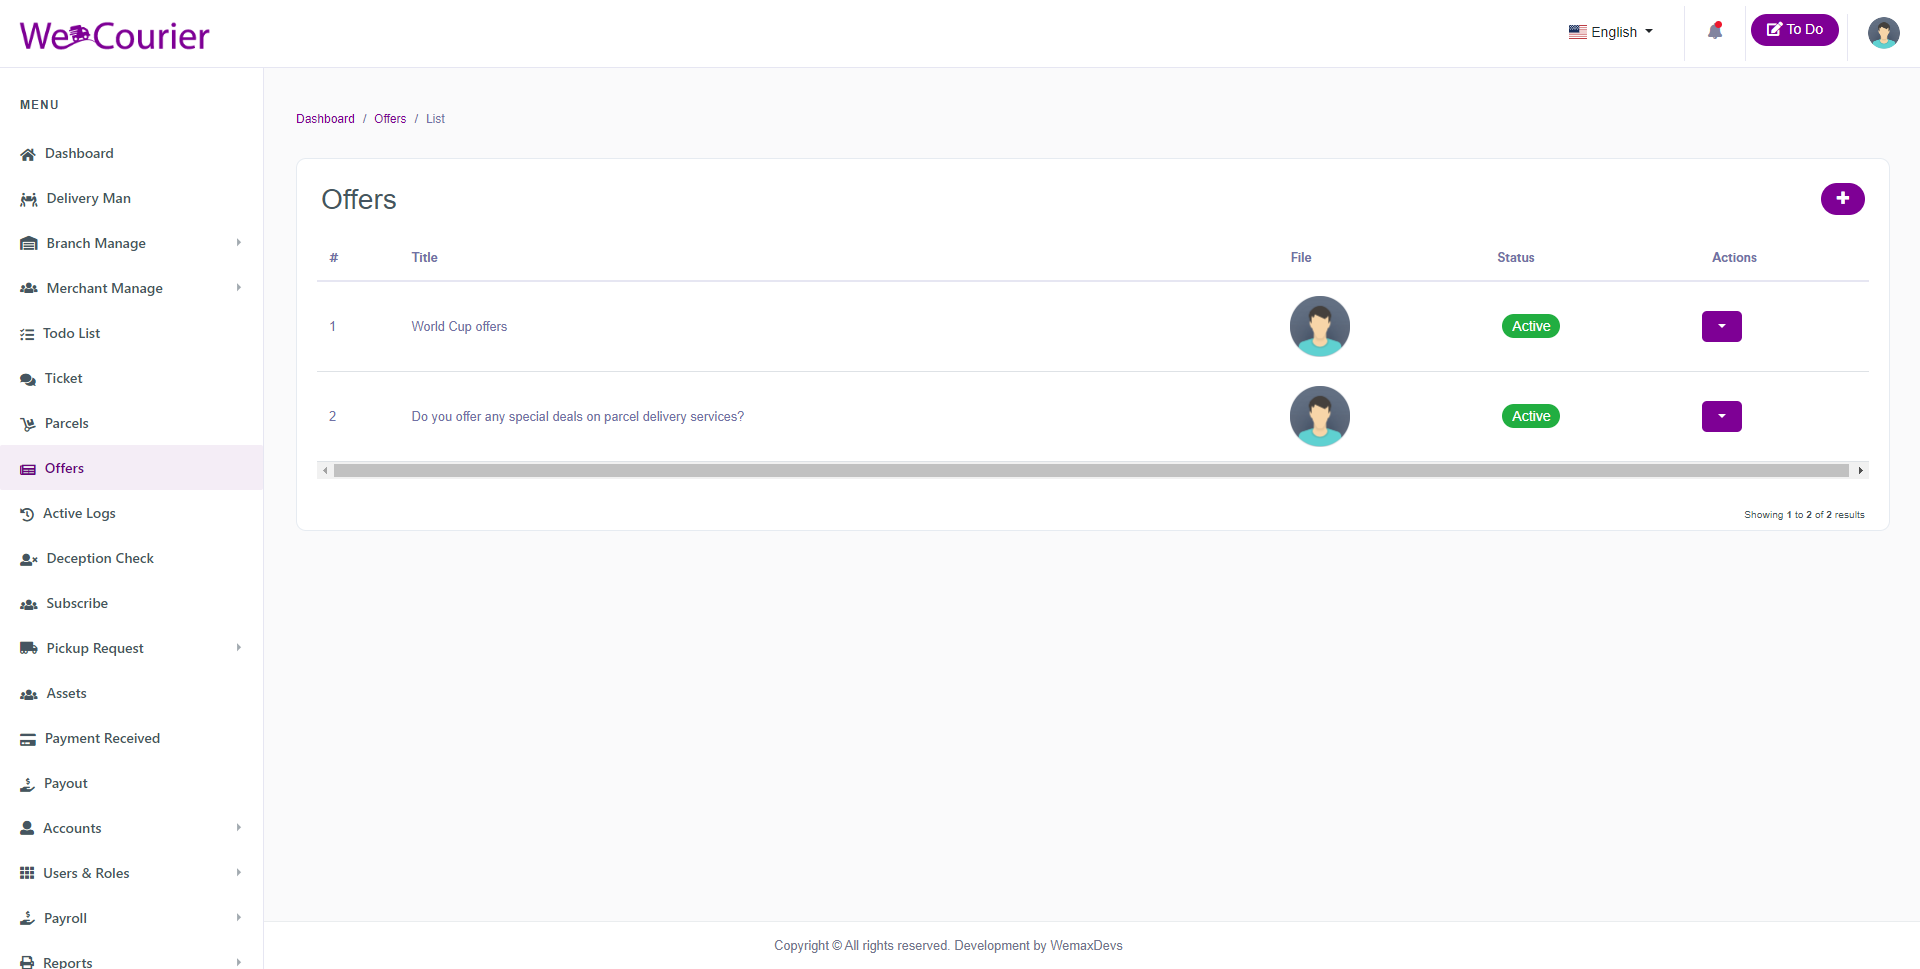 We Courier
English
To Do
MENU
Dashboard
Delivery Man
Branch Manage
Merchant Manage
Todo List
Ticket
Parcels
Offers
Active Logs
Deception Check
Subscribe
Pickup Request
Assets
Payment Received
Payout
Accounts
Users & Roles
Payroll
Reports
Dashboard / Offers / List
Offers
# Title File Status Actions
1 World Cup offers Active
2 Do you offer any special deals on parcel delivery services? Active
Showing 1 to 2 of 2 results
Copyright © All rights reserved. Development by WemaxDevs